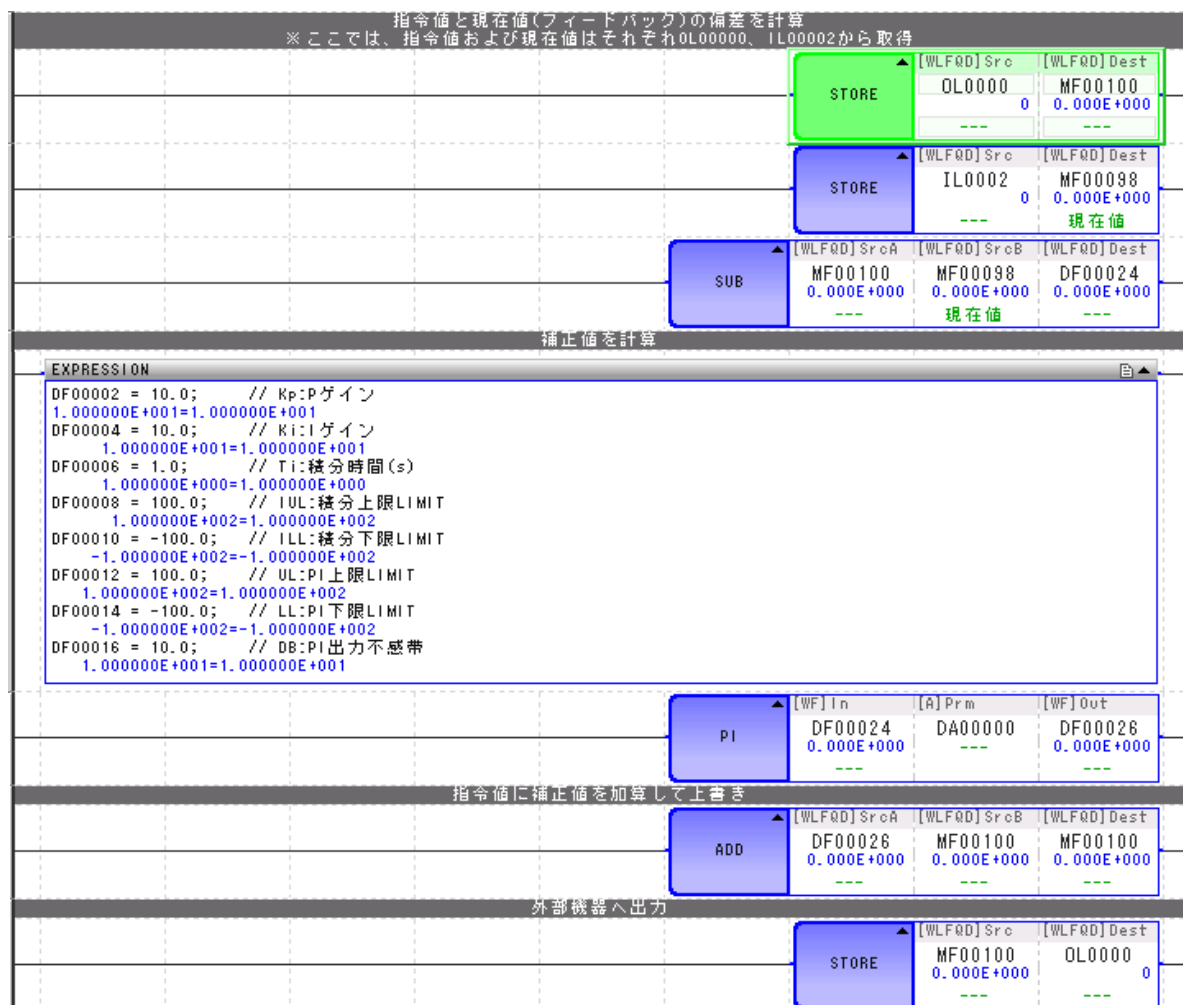 指令値と現在値(フィードバック)の偏差を計算
※ここでは、指令値および現在値はそれぞれOL00000、IL00002から取得
[WLFQD]Src [WLFQD]Dest
STORE OL0000 MF00100
0 0.000E+000
--- ---
[WLFQD]Src [WLFQD]Dest
STORE IL0002 MF00098
0 0.000E+000
--- 現在値
[WLFQD]SrcA [WLFQD]SrcB [WLFQD]Dest
SUB MF00100 MF00098 DF00024
0.000E+000 0.000E+000 0.000E+000
--- 現在値 ---
補正値を計算
EXPRESSION
DF00002 = 10.0; // Kp:Pゲイン
1.000000E+001=1.000000E+001
DF00004 = 10.0; // Ki:Iゲイン
1.000000E+001=1.000000E+001
DF00006 = 1.0; // Ti:積分時間(s)
1.000000E+000=1.000000E+000
DF00008 = 100.0; // IUL:積分上限LIMIT
1.000000E+002=1.000000E+002
DF00010 = -100.0; // ILL:積分下限LIMIT
-1.000000E+002=-1.000000E+002
DF00012 = 100.0; // UL:PI上限LIMIT
1.000000E+002=1.000000E+002
DF00014 = -100.0; // LL:PI下限LIMIT
-1.000000E+002=-1.000000E+002
DF00016 = 10.0; // DB:PI出力不感帯
1.000000E+001=1.000000E+001
[WF]In [A]Prm [WF]Out
PI DF00024 DA00000 DF00026
0.000E+000 --- 0.000E+000
--- ---
指令値に補正値を加算して上書き
[WLFQD]SrcA [WLFQD]SrcB [WLFQD]Dest
ADD DF00026 MF00100 MF00100
0.000E+000 0.000E+000 0.000E+000
--- --- ---
外部機器へ出力
[WLFQD]Src [WLFQD]Dest
STORE MF00100 OL0000
0.000E+000 0
--- ---